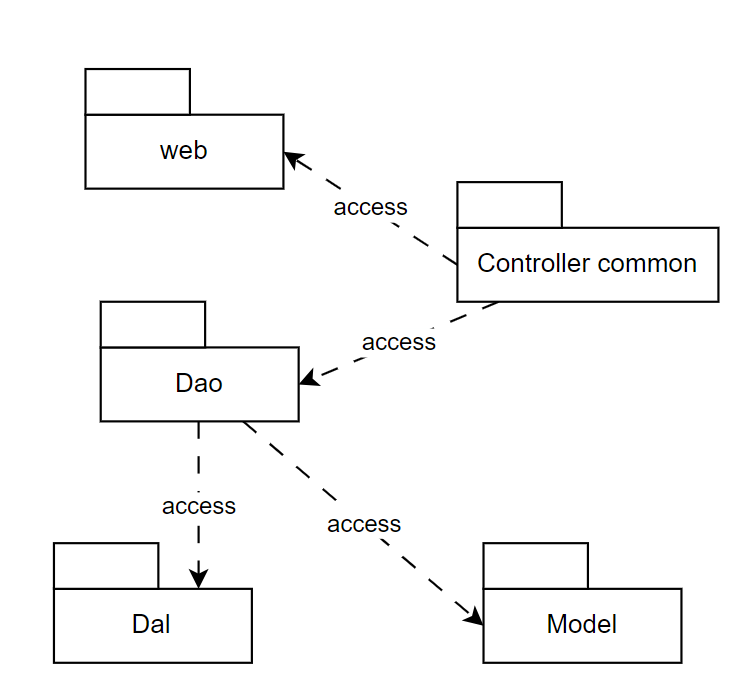 web
access
Controller common
access
Dao
access
access
Dal
Model